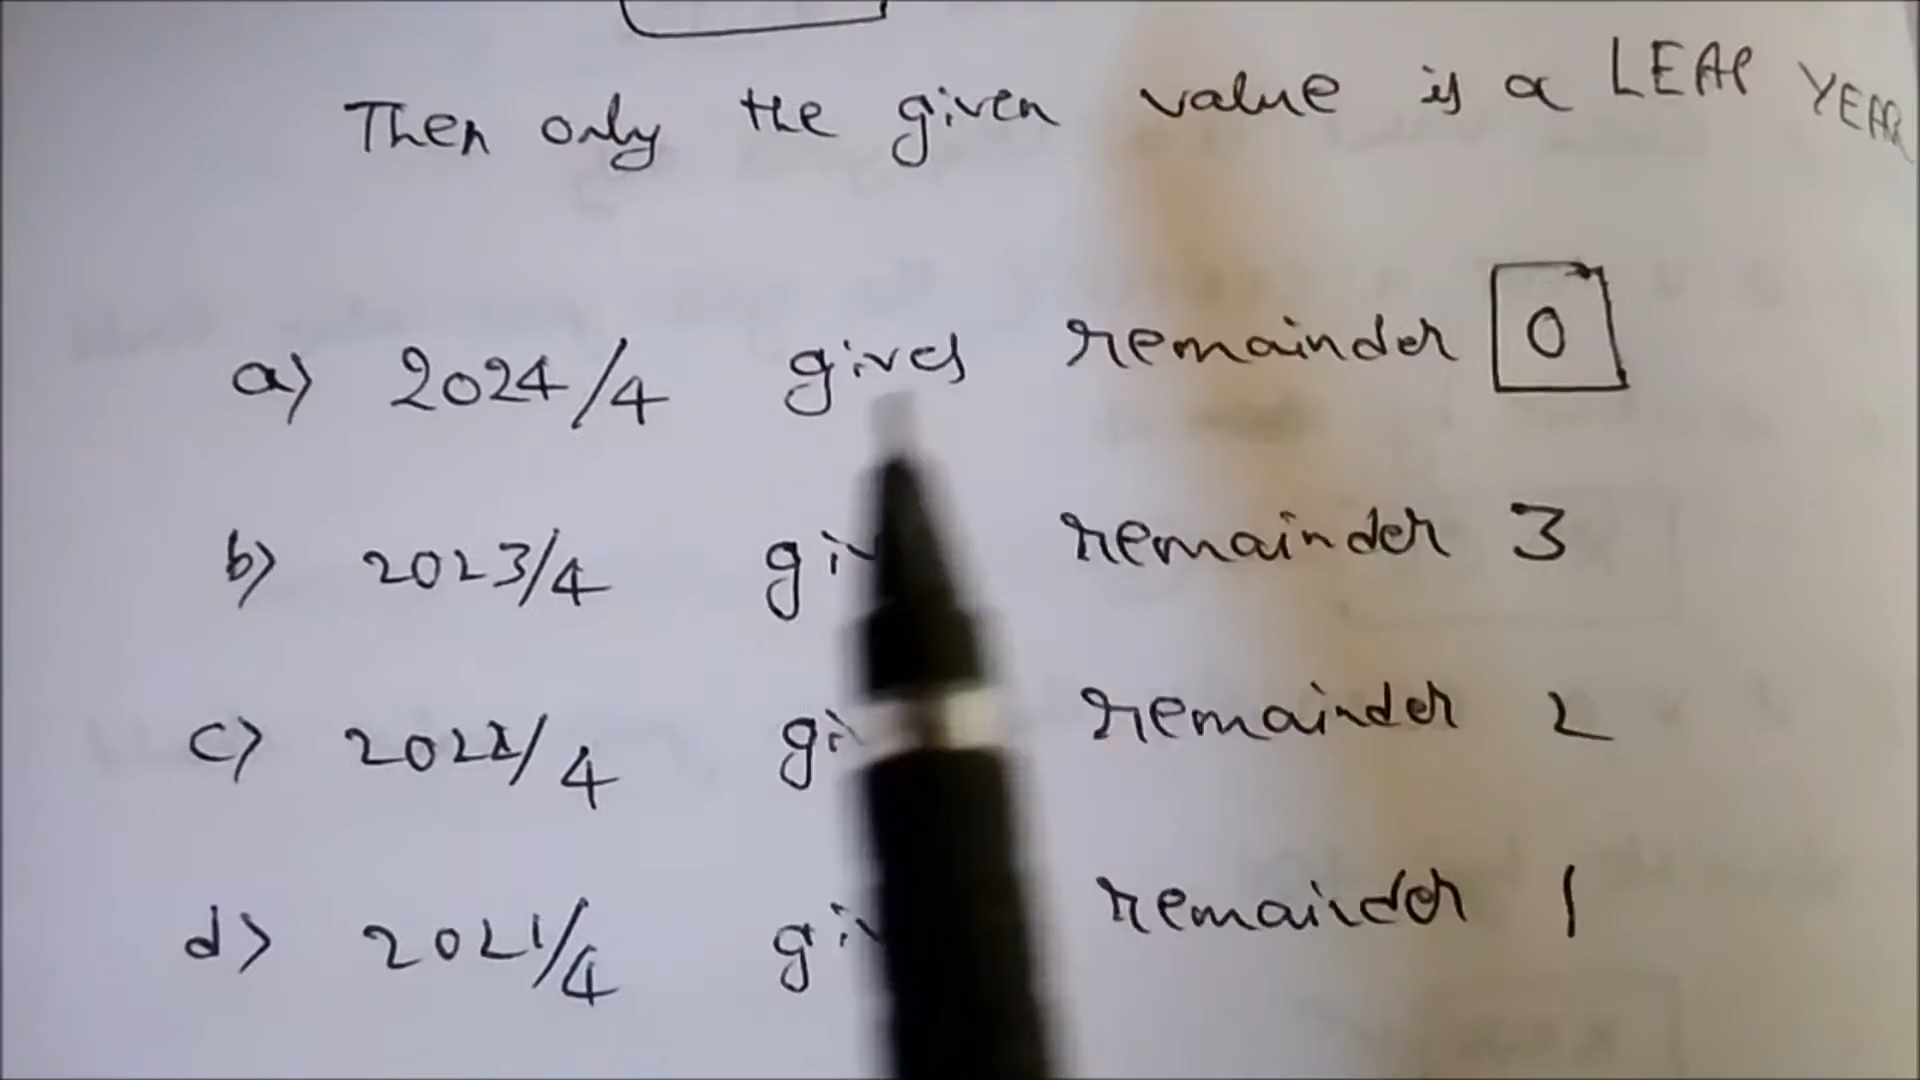 Then only the given value is a LEAP YEAR
a) 2024/4 gives remainder 0
b) 2023/4 remainder 3
c) 2022/4 remainder 2
d) 2021/4 remainder 1